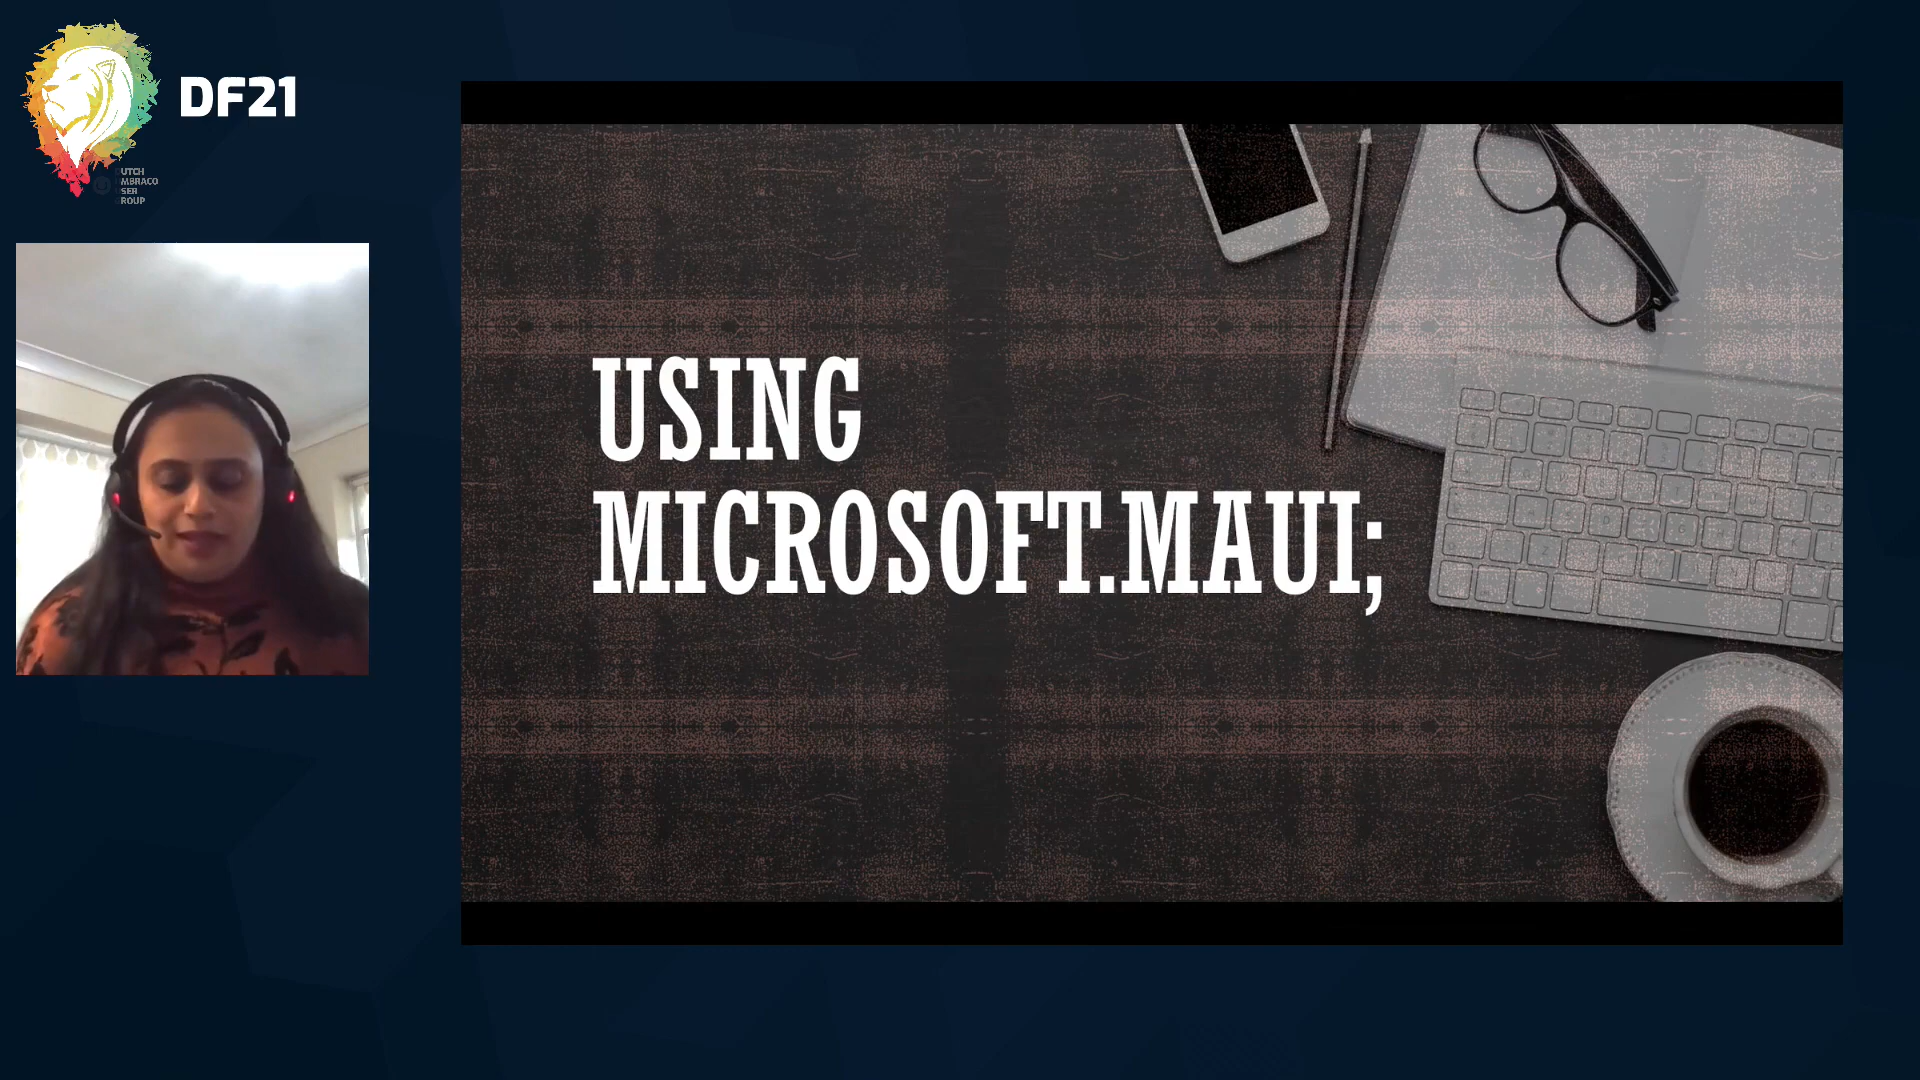 DF21
UTCH
MBRACO
SER
ROUP
USING
MICROSOFT.MAUI;